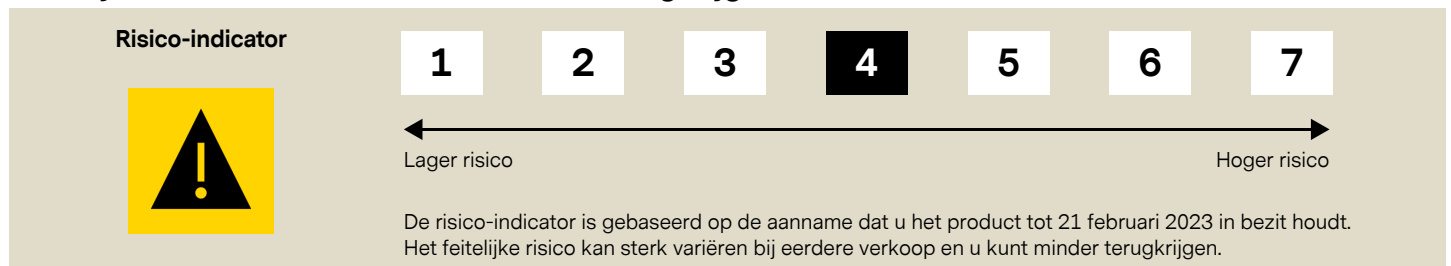 Risico-indicator
1 2 3 4 5 6 7
Lager risico Hoger risico
De risico-indicator is gebaseerd op de aanname dat u het product tot 21 februari 2023 in bezit houdt.
Het feitelijke risico kan sterk variëren bij eerdere verkoop en u kunt minder terugkrijgen.